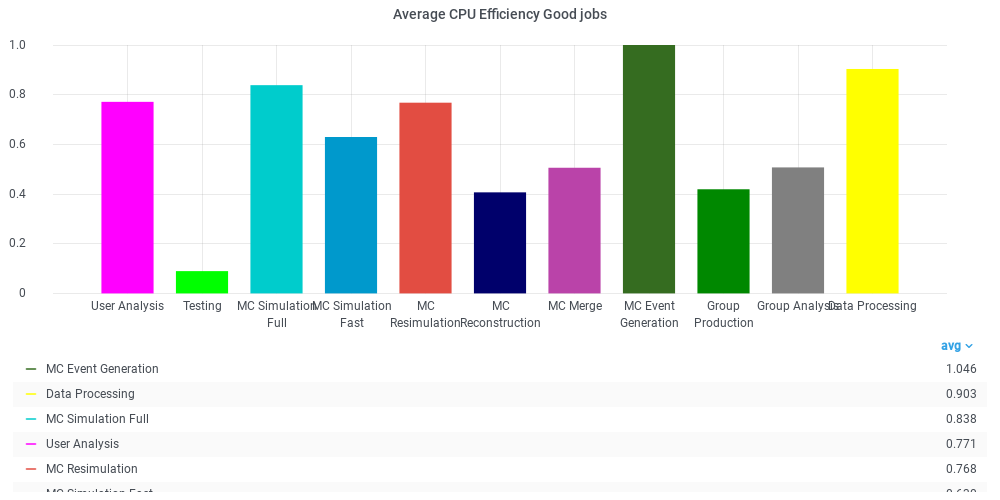 Average CPU Efficiency Good jobs
1.0
0.8
0.6
0.4
0.2
0
User Analysis
Testing
MC Simulation
Full
MC Simulation
Fast
MC
Resimulation
MC
Reconstruction
MC Merge
MC Event
Generation
Group
Production
Group Analysis
Data Processing
avg
MC Event Generation 1.046
Data Processing 0.903
MC Simulation Full 0.838
User Analysis 0.771
MC Resimulation 0.768
MC Simulation Fast